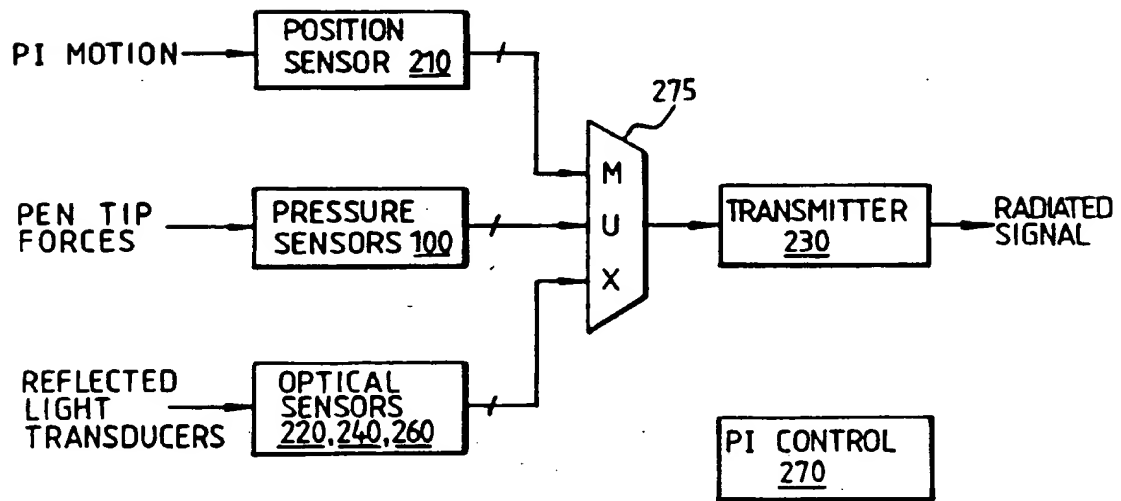 PI MOTION
POSITION
SENSOR 210
275
PEN TIP
FORCES
PRESSURE
SENSORS 100
M
U
X
TRANSMITTER
230
RADIATED
SIGNAL
REFLECTED
LIGHT
TRANSDUCERS
OPTICAL
SENSORS
220, 240, 260
PI CONTROL
270